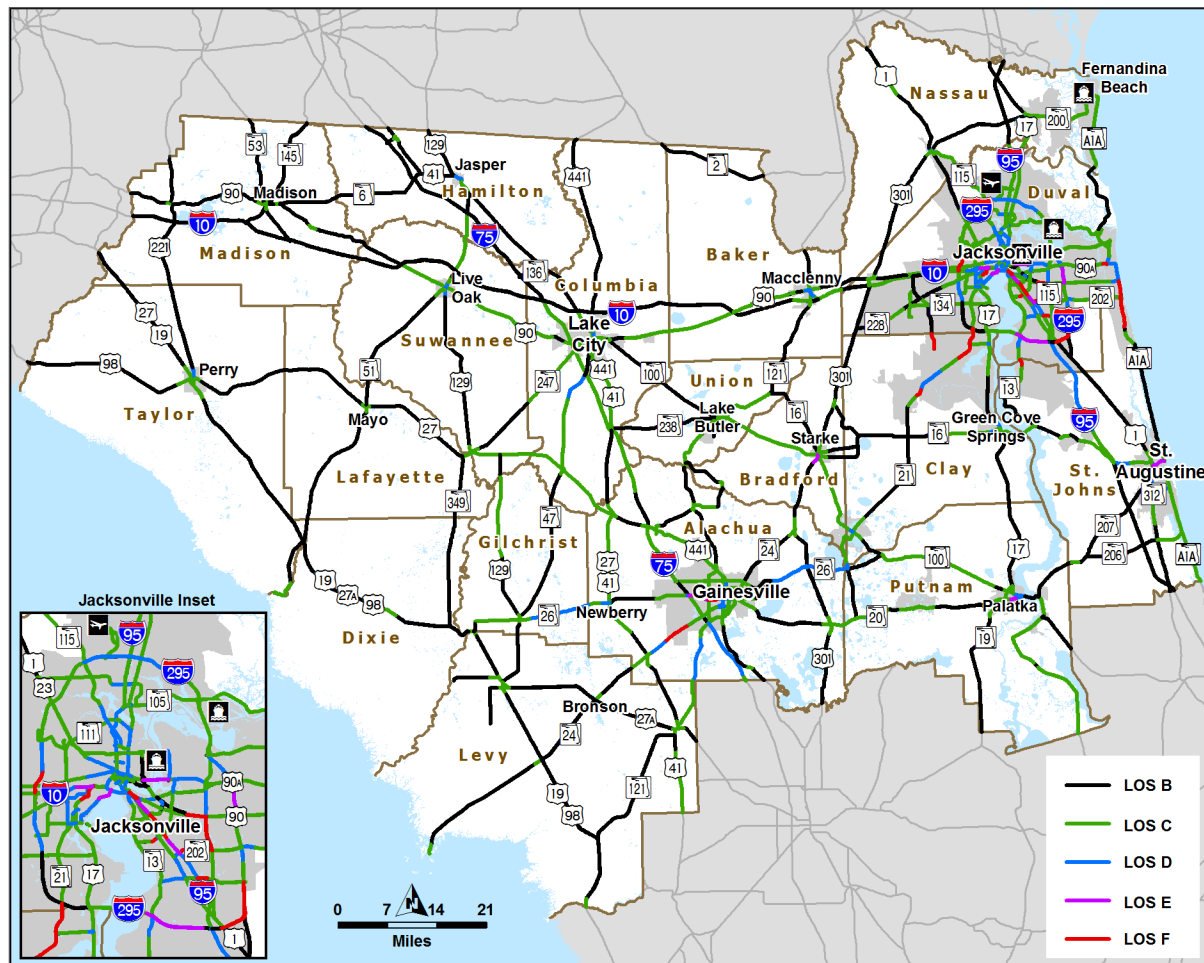 Fernandina
Beach
1
Nassau
17
200
A1A
95
53
145
129
Jasper
41
Hamilton
441
2
115
Duval
90
Madison
6
301
295
10
221
Madison
75
136
Columbia
Baker
Macclenny
10
Jacksonville
90A
27
19
Live
Oak
10
90
115
202
134
295
228
17
Lake
City
90
Suwannee
98
Perry
51
129
247
441
41
100
Union
121
301
13
A1A
Taylor
Mayo
27
238
Lake
Butler
16
Starke
16
Green Cove
Springs
95
1
St.
Augustine
Lafayette
349
47
Bradford
21
Clay
St.
Johns
312
207
206
Gilchrist
Alachua
441
24
75
26
100
17
A1A
129
27
41
Gainesville
Putnam
19
27A
98
Dixie
26
Newberry
20
Palatka
19
301
Bronson
27A
24
Levy
41
19
98
121
Jacksonville Inset
115
95
1
23
295
105
111
10
90A
90
Jacksonville
13
202
21
17
95
295
1
N
0 7 14 21
Miles
LOS B
LOS C
LOS D
LOS E
LOS F